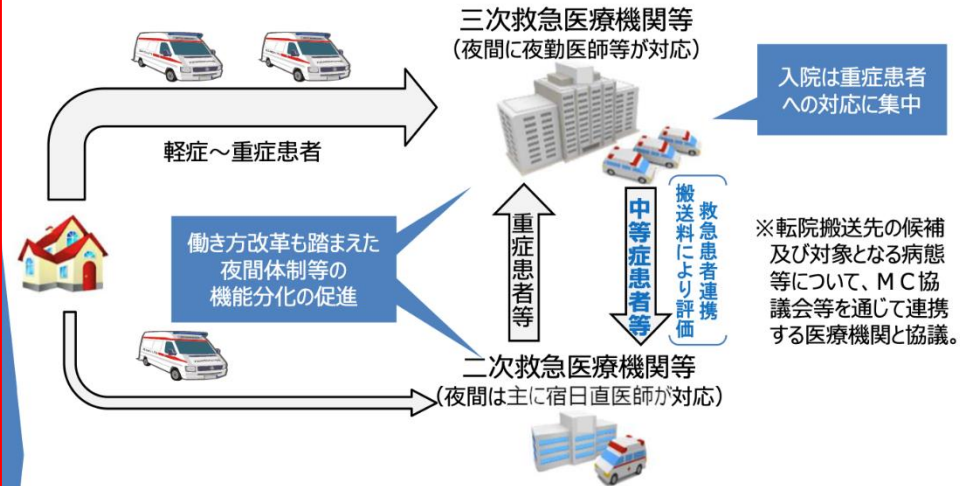 三次救急医療機関等
（夜間に夜勤医師等が対応）
入院は重症患者
への対応に集中
軽症～重症患者
働き方改革も踏まえた
夜間体制等の
機能分化の促進
重症患者等
中等症患者等
救急患者連携
搬送料により評価
※転院搬送先の候補
及び対象となる病態
等について、ＭＣ協
議会等を通じて連携
する医療機関と協議。
二次救急医療機関等
（夜間は主に宿日直医師が対応）